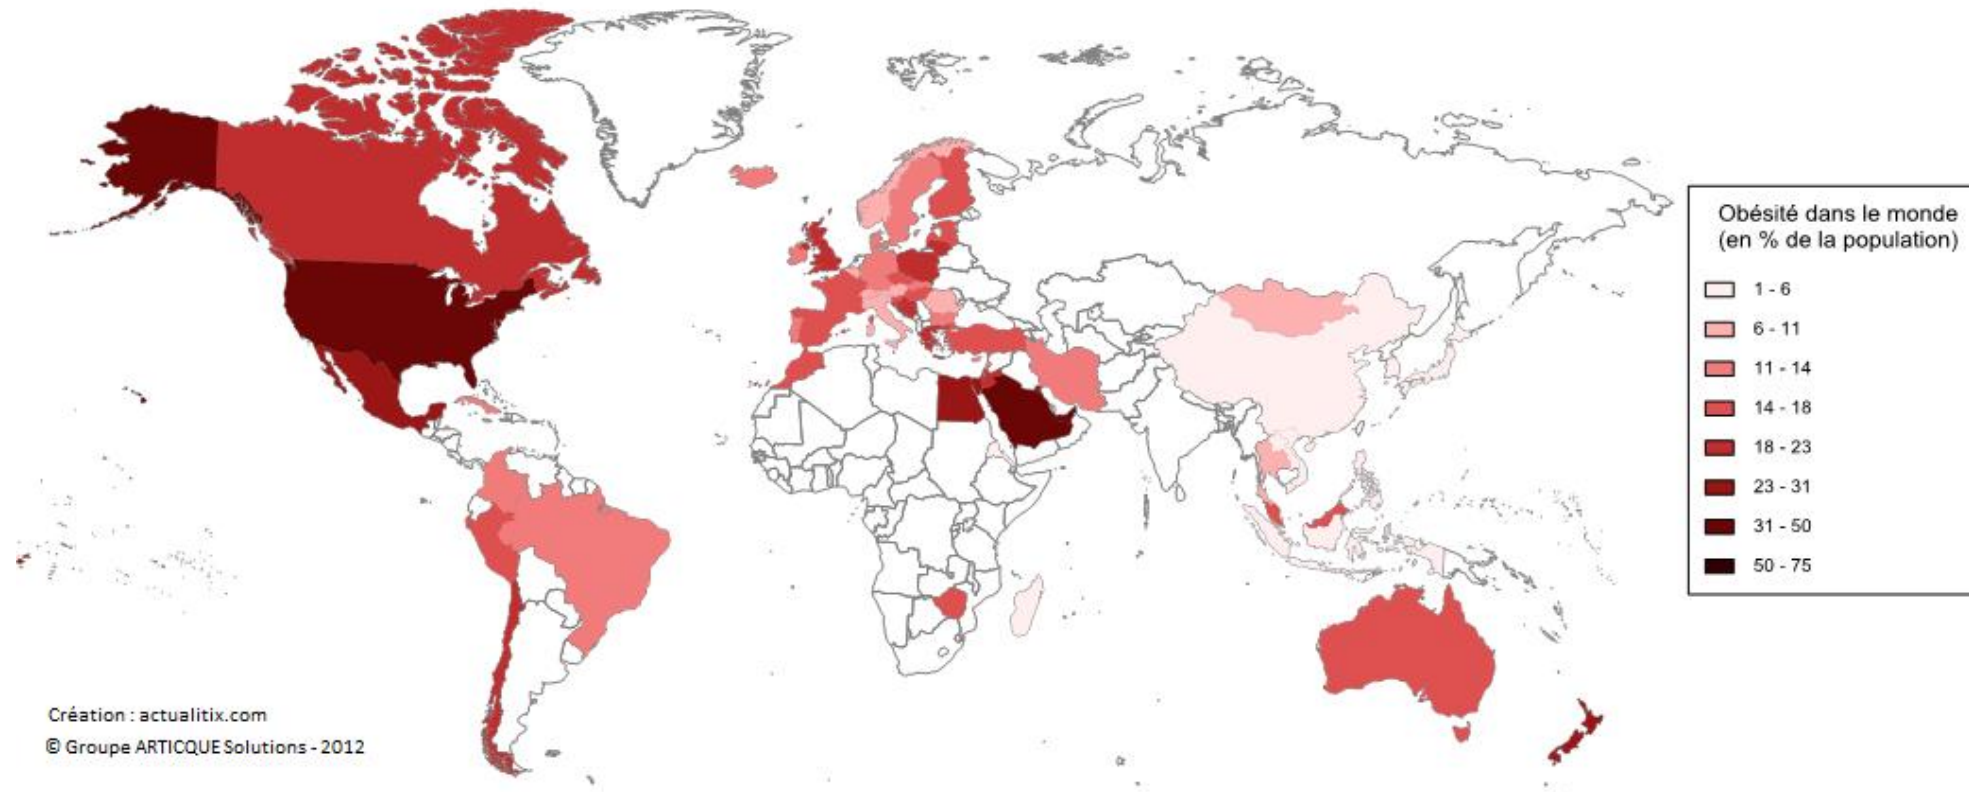 Obésité dans le monde
(en % de la population)
1 - 6
6 - 11
11 - 14
14 - 18
18 - 23
23 - 31
31 - 50
50 - 75
Création : actualitix.com
© Groupe ARTICQUE Solutions - 2012